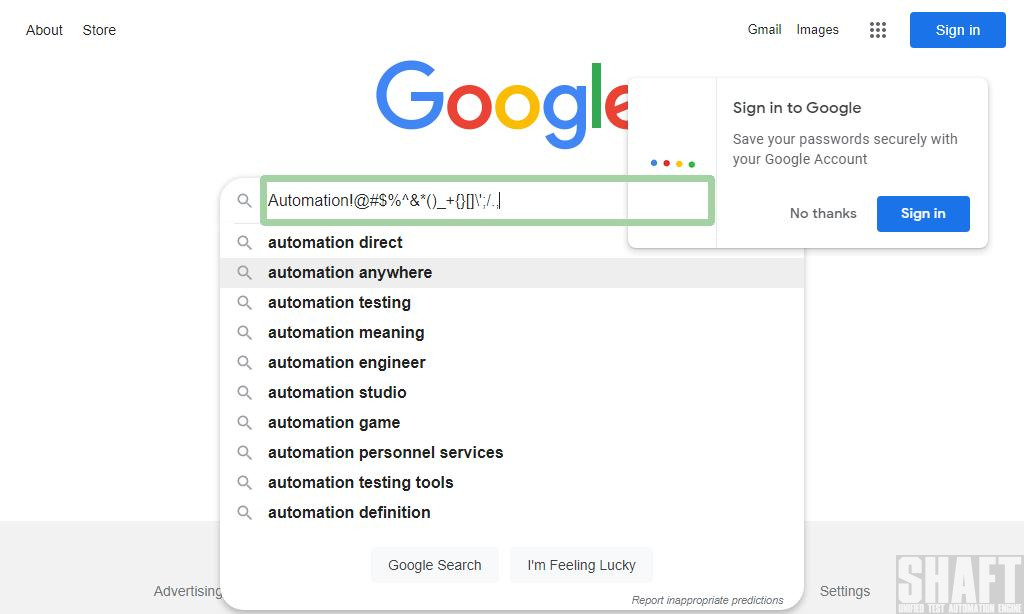 About Store
Gmail Images
Sign in
Google
Sign in to Google
Save your passwords securely with
your Google Account
No thanks
Sign in
Automation!@#$%^&*()_+{}[]\';/.,
automation direct
automation anywhere
automation testing
automation meaning
automation engineer
automation studio
automation game
automation personnel services
automation testing tools
automation definition
Google Search
I'm Feeling Lucky
Report inappropriate predictions
Advertising
Settings
SHAFT
UNIFIED TEST AUTOMATION ENGINE